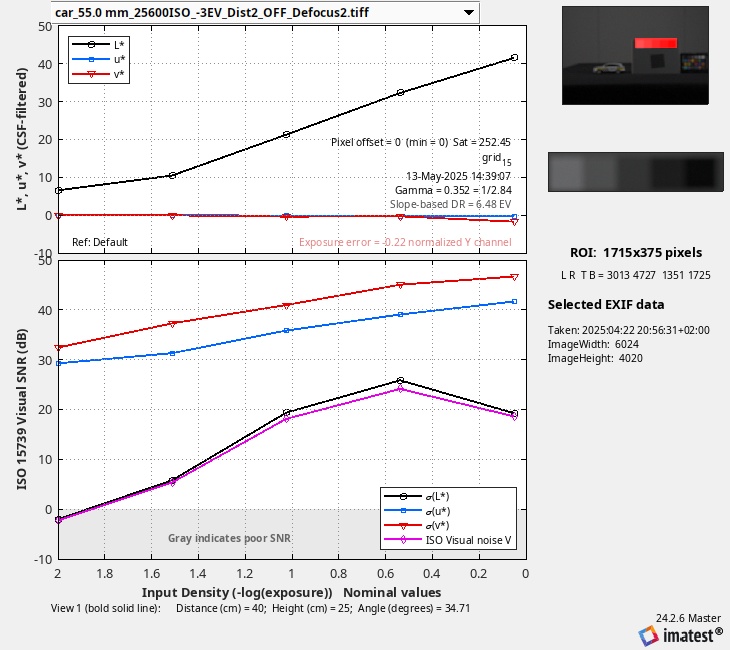 car_55.0 mm_25600ISO_-3EV_Dist2_OFF_Defocus2.tiff
L*, u*, v* (CSF-filtered)
50
40
30
20
10
0
-10
L*
u*
v*
Pixel offset = 0 (min = 0) Sat = 252.45
grid15
13-May-2025 14:39:07
Gamma = 0.352 = 1/2.84
Slope-based DR = 6.48 EV
Ref: Default
Exposure error = -0.22 normalized Y channel
ISO 15739 Visual SNR (dB)
50
40
30
20
10
0
-10
σ(L*)
σ(u*)
σ(v*)
ISO Visual noise V
Gray indicates poor SNR
2 1.8 1.6 1.4 1.2 1 0.8 0.6 0.4 0.2 0
Input Density (-log(exposure)) Nominal values
View 1 (bold solid line): Distance (cm) = 40; Height (cm) = 25; Angle (degrees) = 34.71
ROI: 1715x375 pixels
L R T B = 3013 4727 1351 1725
Selected EXIF data
Taken: 2025:04:22 20:56:31+02:00
ImageWidth: 6024
ImageHeight: 4020
24.2.6 Master
imatest®